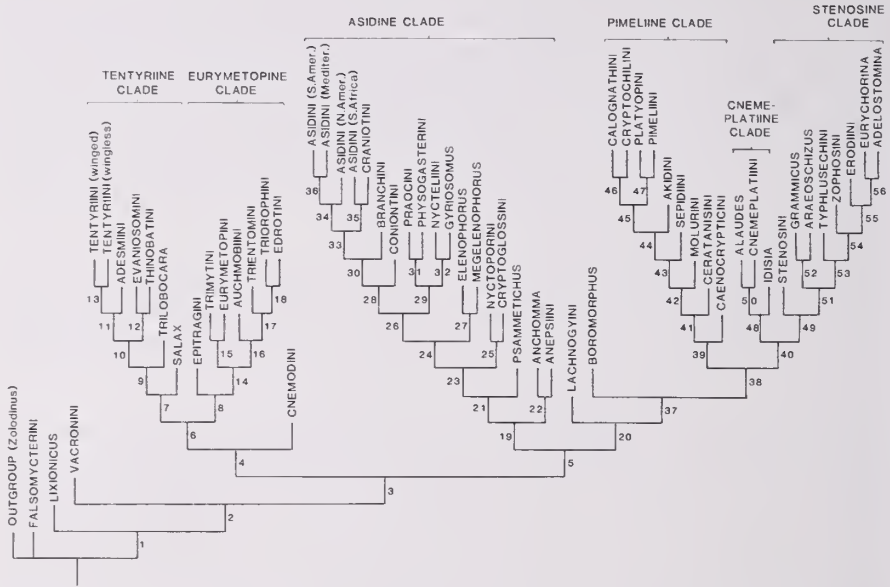 ASIDINE CLADE
PIMELIINE CLADE
STENOSINE
CLADE
TENTYRIINE
CLADE
EURYMETOPINE
CLADE
CNEME-
PLATIINE
CLADE
OUTGROUP (Zolodinus)
FALSOMYCTERINI
LIXIONICUS
VACRONINI
TENTYRIINI (winged)
TENTYRIINI (wingless)
ADESMIINI
EVANIOSOMINI
THINOBATINI
TRILOBOCARA
SALAX
EPITRAGINI
TRIMYTINI
EURYMETOPINI
AUCHMOBIINI
TRIENTOMINI
TRIOROPHINI
EDROTINI
CNEMODINI
ASIDINI (S.Amer.)
ASIDINI (Mediter.)
ASIDINI (N.Amer.)
ASIDINI (S.Africa)
CRANIOTINI
BRANCHINI
CONIONTINI
PRAOCINI
PHYSOGASTERINI
NYCTELIINI
GYRIOSOMUS
ELENOPHORUS
MEGELENOPHORUS
NYCTOPORINI
CRYPTOGLOSSINI
PSAMMETICHUS
ANCHOMMA
ANEPSIINI
LACHNOGYINI
BOROMORPHUS
CALOGNATHINI
CRYPTOCHILINI
PLATYOPINI
PIMELIINI
AKIDINI
SEPIDIINI
MOLURINI
CERATANISINI
CAENOCRYPTICINI
ALAUDES
CNEMEPLATIINI
IDISIA
STENOSINI
GRAMMICUS
ARAEOSCHIZUS
TYPHLUSECHINI
ZOPHOSINI
ERODIINI
EURYCHORINA
ADELOSTOMINA
36
34
35
33
30
28
31
29
32
26
27
24
25
23
21
22
19
46
47
45
44
43
42
41
39
50
48
56
55
54
52
53
51
49
40
38
37
20
13
11
12
10
9
7
15
18
17
16
14
8
6
4
5
3
2
1